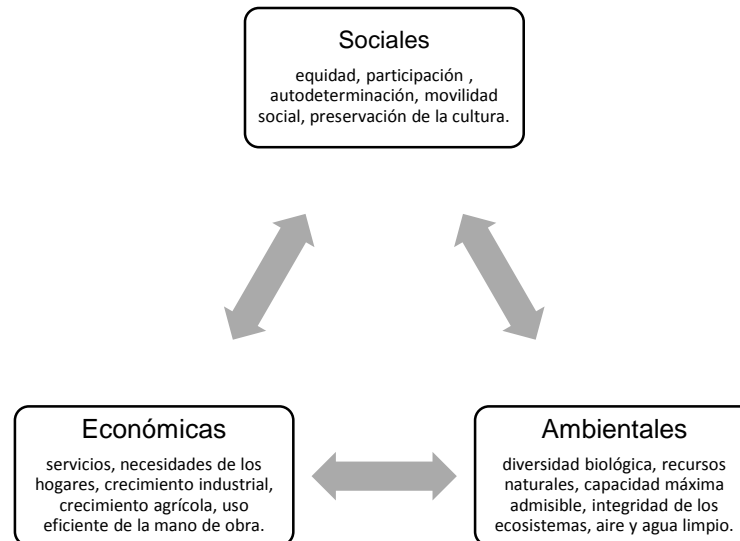 Sociales
equidad, participación ,
autodeterminación, movilidad
social, preservación de la cultura.
Económicas
servicios, necesidades de los
hogares, crecimiento industrial,
crecimiento agrícola, uso
eficiente de la mano de obra.
Ambientales
diversidad biológica, recursos
naturales, capacidad máxima
admisible, integridad de los
ecosistemas, aire y agua limpio.